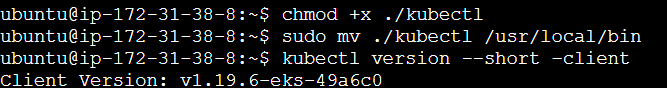 ubuntu@ip-172-31-38-8:~$ chmod +x ./kubectl
ubuntu@ip-172-31-38-8:~$ sudo mv ./kubectl /usr/local/bin
ubuntu@ip-172-31-38-8:~$ kubectl version --short –client
Client Version: v1.19.6-eks-49a6c0